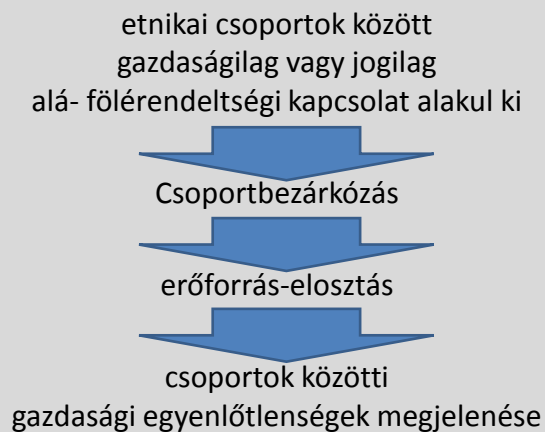 etnikai csoportok között
gazdaságilag vagy jogilag
alá- fölérendeltségi kapcsolat alakul ki
Csoportbezárkózás
erőforrás-elosztás
csoportok közötti
gazdasági egyenlőtlenségek megjelenése